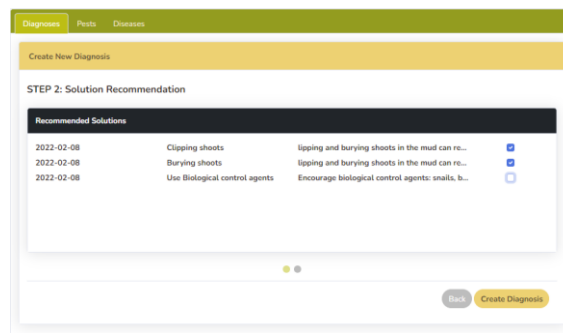 Diagnoses Pests Diseases
Create New Diagnosis
STEP 2: Solution Recommendation
Recommended Solutions
2022-02-08 Clipping shoots lipping and burying shoots in the mud can re...
2022-02-08 Burying shoots lipping and burying shoots in the mud can re...
2022-02-08 Use Biological control agents Encourage biological control agents: snails, b...
Back Create Diagnosis